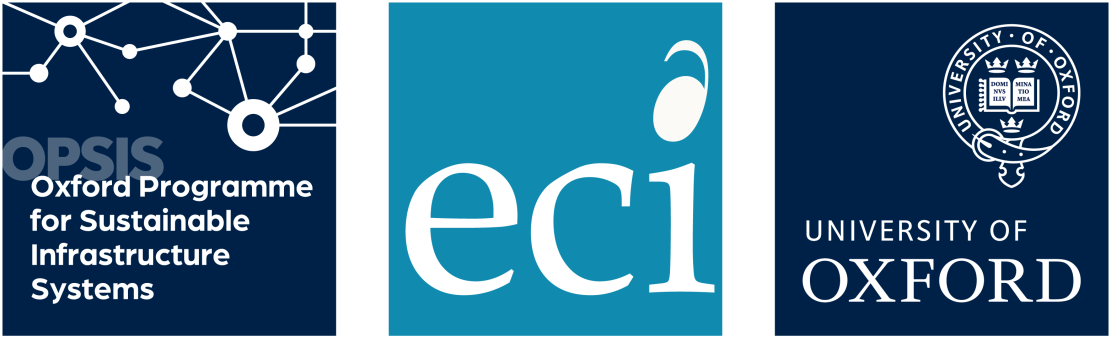 OPSIS
Oxford Programme
for Sustainable
Infrastructure
Systems
eci
UNIVERSITY · OF · OXFORD
DOMI
NVS
ILLV
MINA
TIO
MEA
UNIVERSITY OF
OXFORD